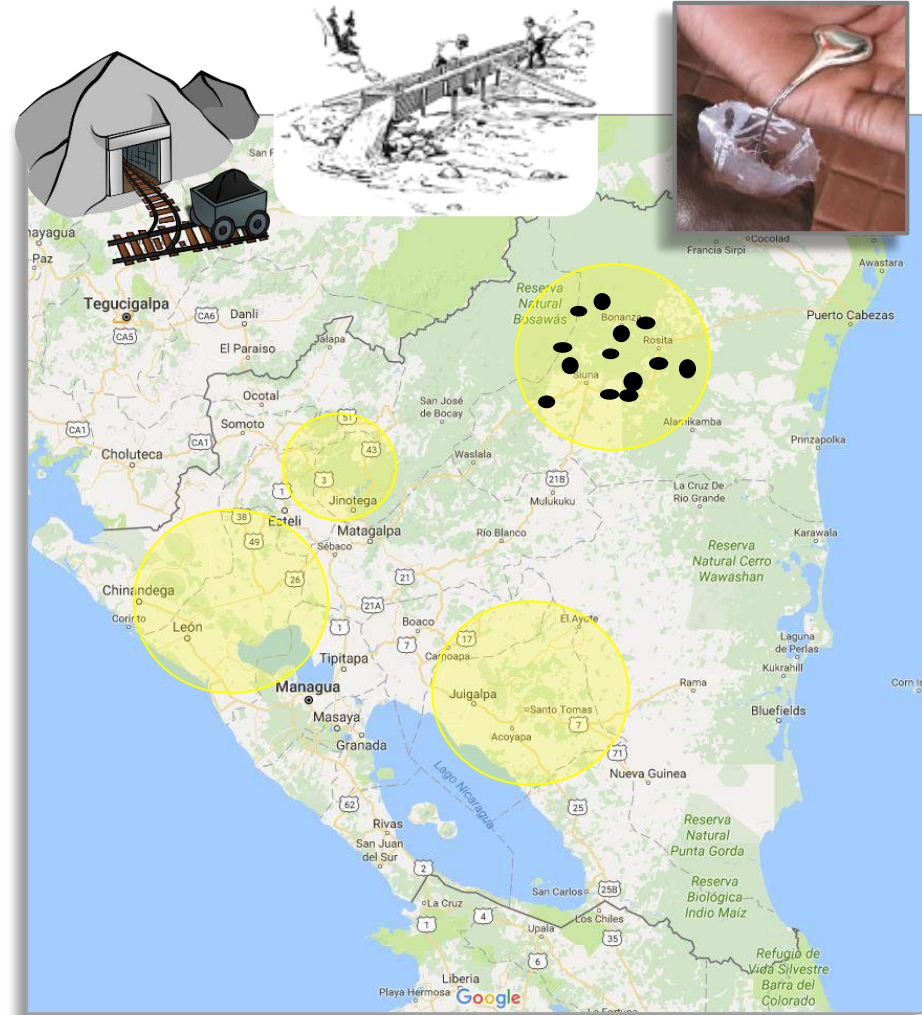 San F
nayagua
Paz
Tegucigalpa
CA6
Danli
CA5
El Paraiso
Jalapa
Ocotal
Somoto
CA1
CA1
Choluteca
51
43
3
1
Jinotega
Esteli
Matagalpa
Sébaco
San José
de Bocay
Waslala
Reserva
Natural
Bosawás
Bonanza
Rosita
Siuna
Alamikamba
Francia Sirpi
Cocolad
Awastara
Puerto Cabezas
Prinzapolka
21B
Mulukuku
La Cruz De
Rio Grande
Río Blanco
Karawala
Reserva
Natural Cerro
Wawashan
38
49
26
Chinandega
Corinto
León
21
21A
1
Boaco
7
17
Camoapa
El Ayote
Tipitapa
Managua
Masaya
Granada
Juigalpa
Santo Tomas
7
Acoyapa
Rama
Laguna
de Perlas
Kukrahill
Corn Is
Bluefields
71
Nueva Guinea
Lago Nicaragua
62
25
Rivas
San Juan
del Sur
2
Reserva
Natural
Punta Gorda
Reserva
Biológica
Indio Maíz
San Carlos
25B
La Cruz
1
4
Los Chiles
Upala
35
6
Refugio de
Vida Silvestre
Barra del
Colorado
Liberia
Playa Hermosa
Google
La Fortuna